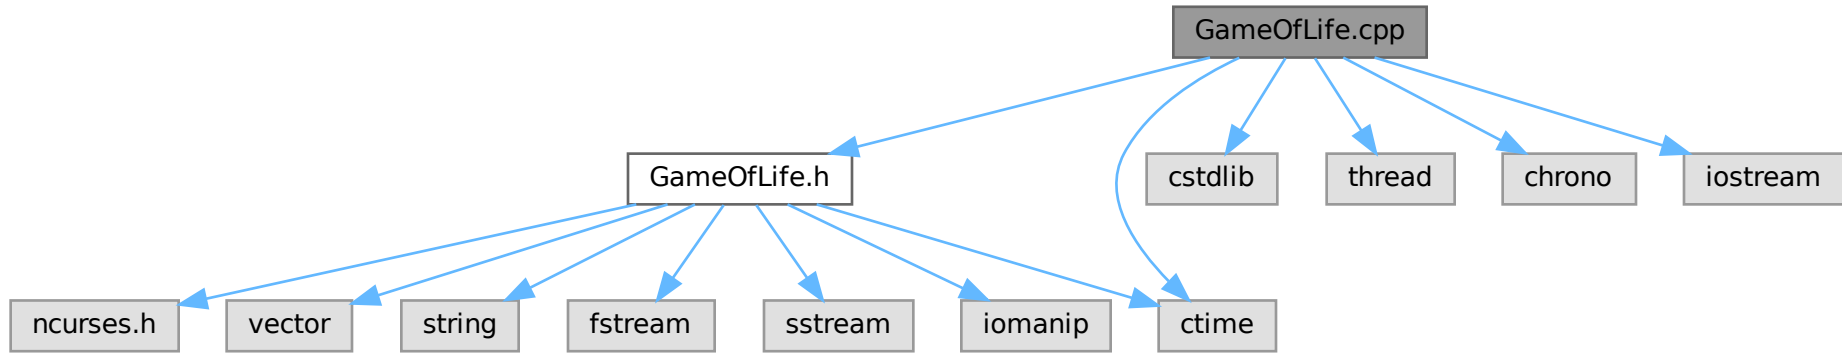 GameOfLife.cpp
GameOfLife.h
cstdlib
thread
chrono
iostream
ncurses.h
vector
string
fstream
sstream
iomanip
ctime